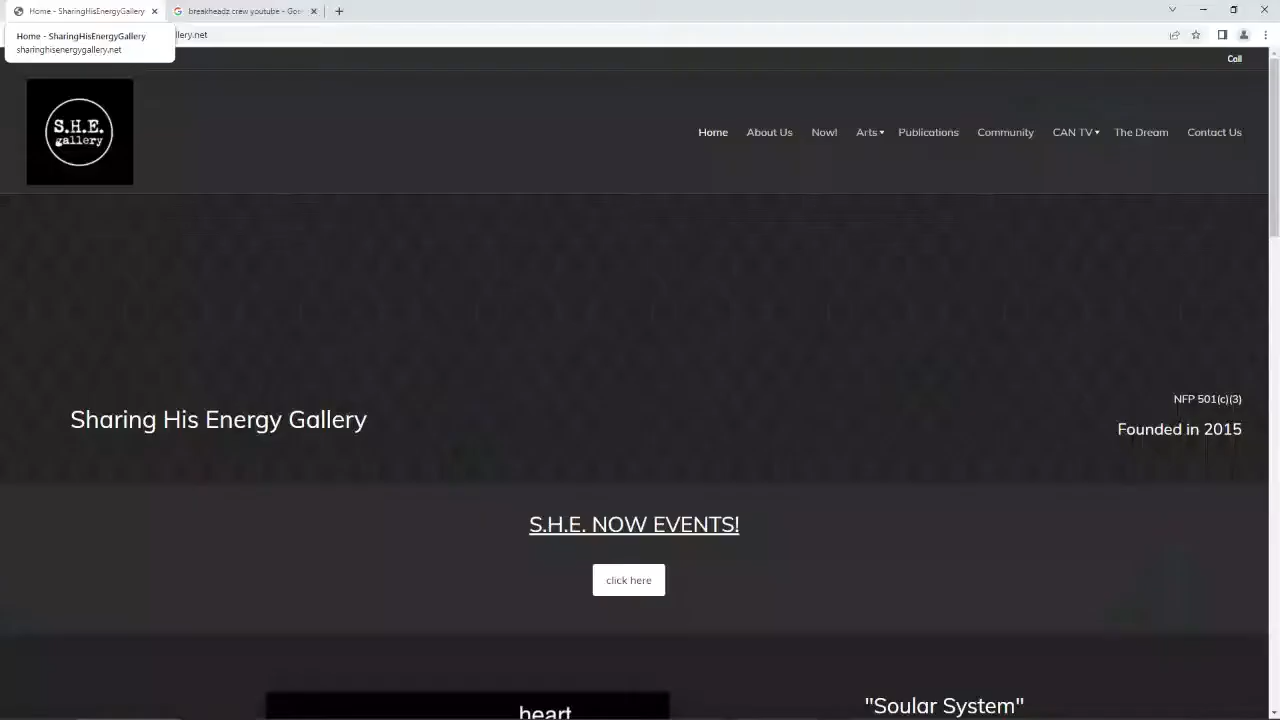 Home - SharingHisEnergyGallery
breakheadz crew youtube - Goo
Home - SharingHisEnergyGallery
sharinghisenergygallery.net
llery.net
Call
S.H.E.
gallery
Home About Us Now! Arts Publications Community CAN TV The Dream Contact Us
NFP 501(c)(3)
Sharing His Energy Gallery
Founded in 2015
S.H.E. NOW EVENTS!
click here
"Soular System"
heart